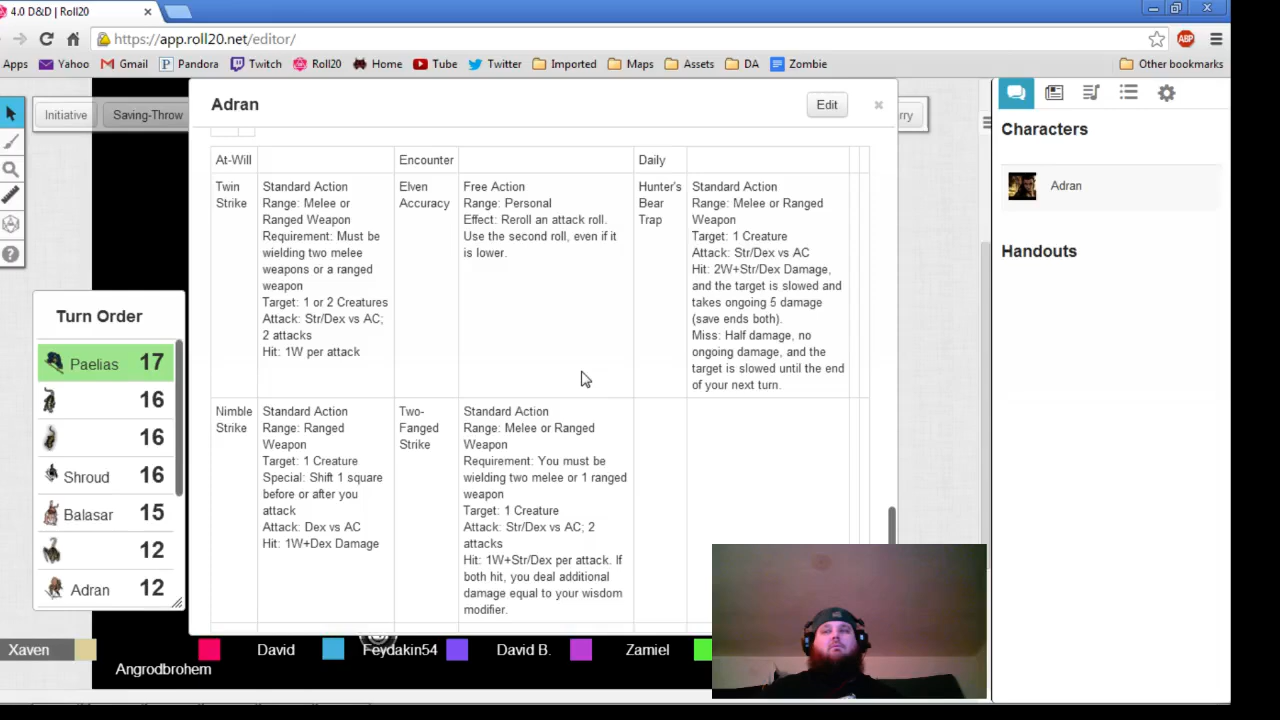 4.0 D&D | Roll20
https://app.roll20.net/editor/
ABP
Apps Yahoo Gmail Pandora Twitch Roll20 Home Tube Twitter Imported Maps Assets DA Zombie Other bookmarks
Initiative
Saving-Throw
Adran
Edit
Turn Order
Paelias 17
16
16
Shroud 16
Balasar 15
12
Adran 12
At-Will
Encounter
Daily
Twin
Strike
Standard Action
Range: Melee or
Ranged Weapon
Requirement: Must be
wielding two melee
weapons or a ranged
weapon
Target: 1 or 2 Creatures
Attack: Str/Dex vs AC;
2 attacks
Hit: 1W per attack
Elven
Accuracy
Free Action
Range: Personal
Effect: Reroll an attack roll.
Use the second roll, even if it
is lower.
Hunter's
Bear
Trap
Standard Action
Range: Melee or Ranged
Weapon
Target: 1 Creature
Attack: Str/Dex vs AC
Hit: 2W+Str/Dex Damage,
and the target is slowed and
takes ongoing 5 damage
(save ends both).
Miss: Half damage, no
ongoing damage, and the
target is slowed until the end
of your next turn.
Nimble
Strike
Standard Action
Range: Ranged
Weapon
Target: 1 Creature
Special: Shift 1 square
before or after you
attack
Attack: Dex vs AC
Hit: 1W+Dex Damage
Two-
Fanged
Strike
Standard Action
Range: Melee or Ranged
Weapon
Requirement: You must be
wielding two melee or 1 ranged
weapon
Target: 1 Creature
Attack: Str/Dex vs AC; 2
attacks
Hit: 1W+Str/Dex per attack. If
both hit, you deal additional
damage equal to your wisdom
modifier.
Characters
Adran
Handouts
Xaven
Angrodbrohem
David
Feydakin54
David B.
Zamiel